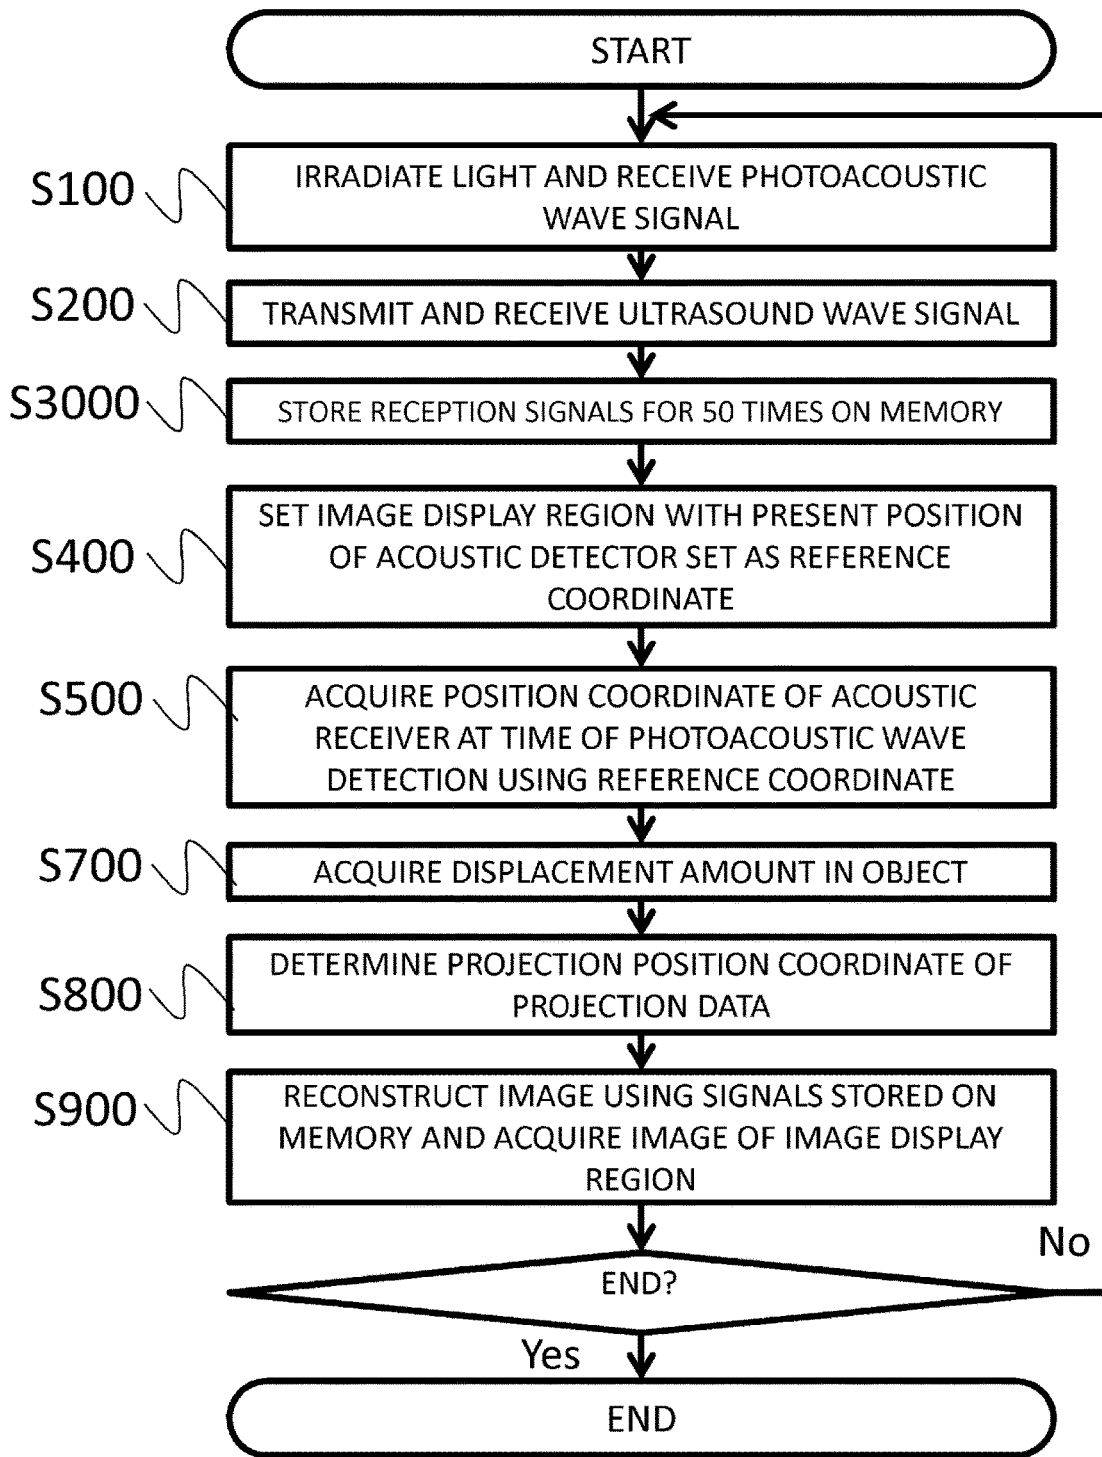 START
S100
IRRADIATE LIGHT AND RECEIVE PHOTOACOUSTIC
WAVE SIGNAL
S200
TRANSMIT AND RECEIVE ULTRASOUND WAVE SIGNAL
S3000
STORE RECEPTION SIGNALS FOR 50 TIMES ON MEMORY
S400
SET IMAGE DISPLAY REGION WITH PRESENT POSITION
OF ACOUSTIC DETECTOR SET AS REFERENCE
COORDINATE
S500
ACQUIRE POSITION COORDINATE OF ACOUSTIC
RECEIVER AT TIME OF PHOTOACOUSTIC WAVE
DETECTION USING REFERENCE COORDINATE
S700
ACQUIRE DISPLACEMENT AMOUNT IN OBJECT
S800
DETERMINE PROJECTION POSITION COORDINATE OF
PROJECTION DATA
S900
RECONSTRUCT IMAGE USING SIGNALS STORED ON
MEMORY AND ACQUIRE IMAGE OF IMAGE DISPLAY
REGION
No
END?
Yes
END